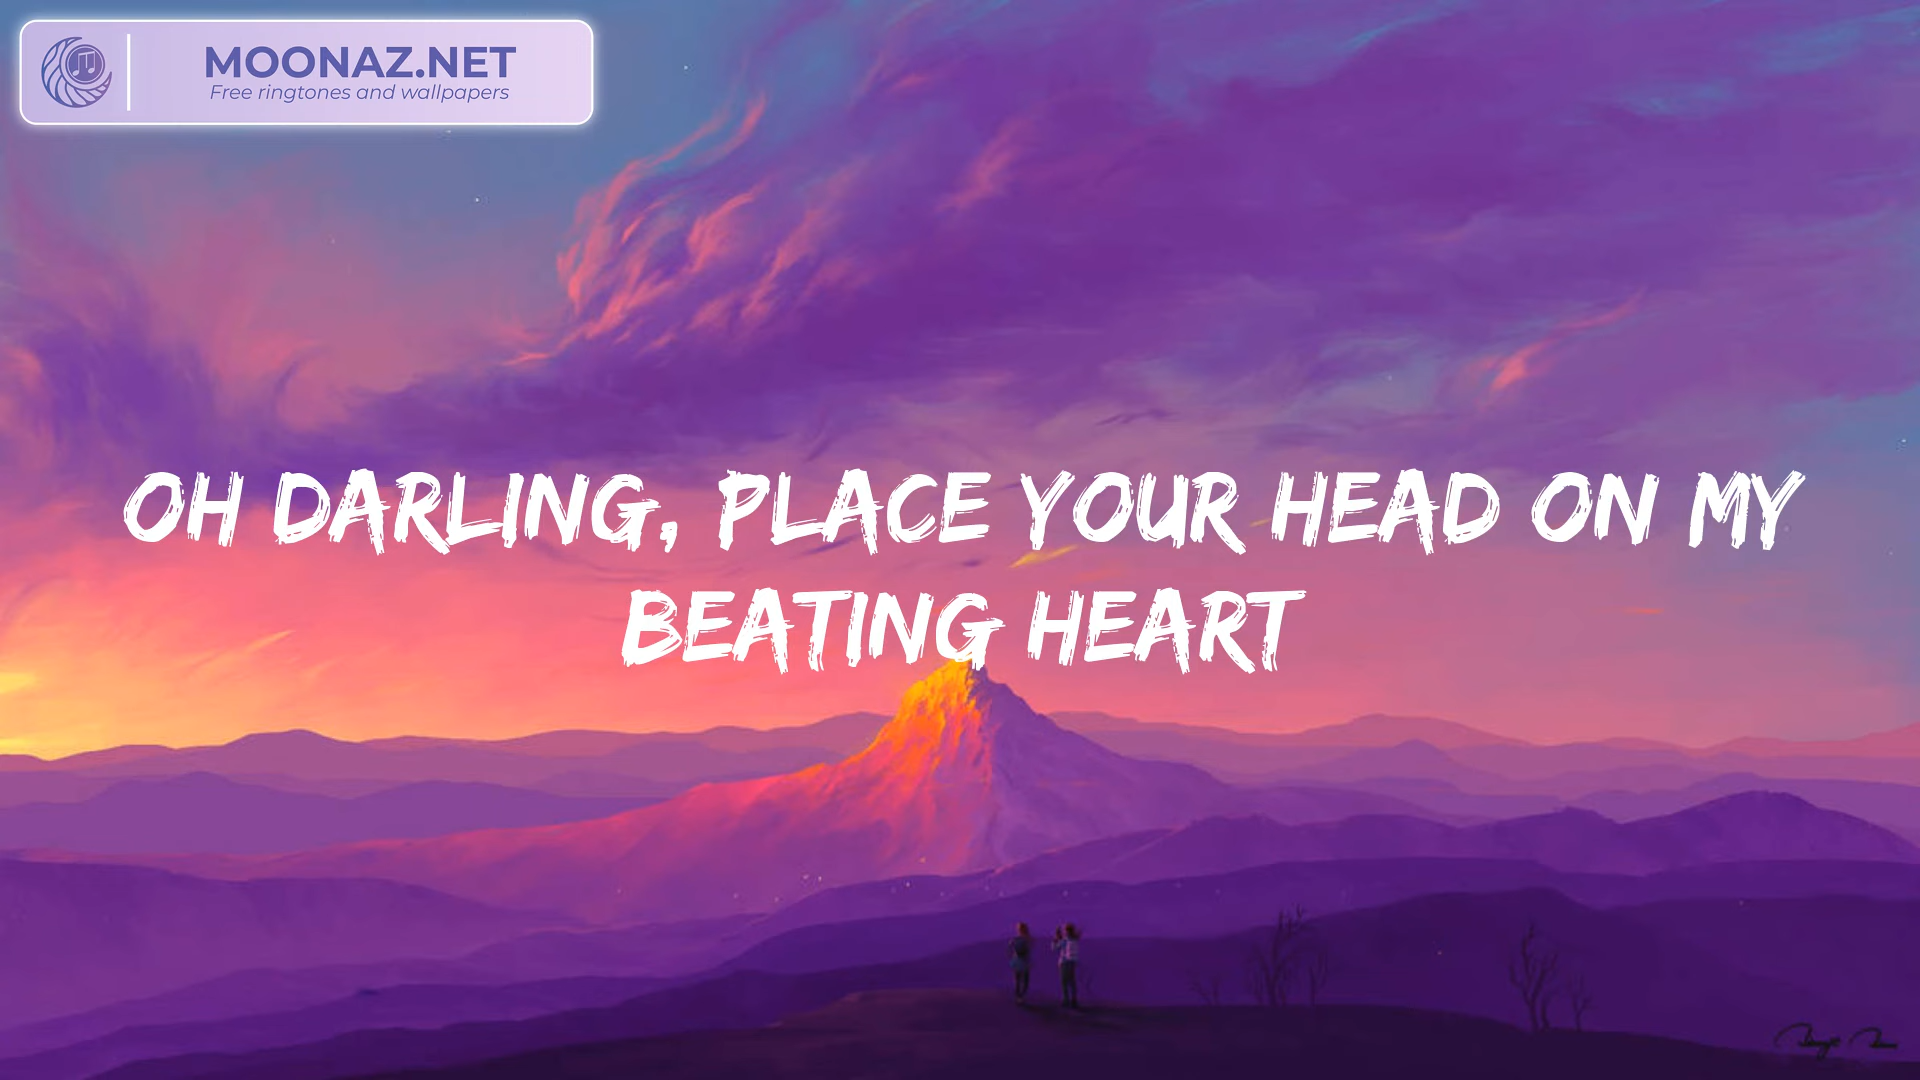 MOONAZ.NET
Free ringtones and wallpapers
OH DARLING, PLACE YOUR HEAD ON MY
BEATING HEART